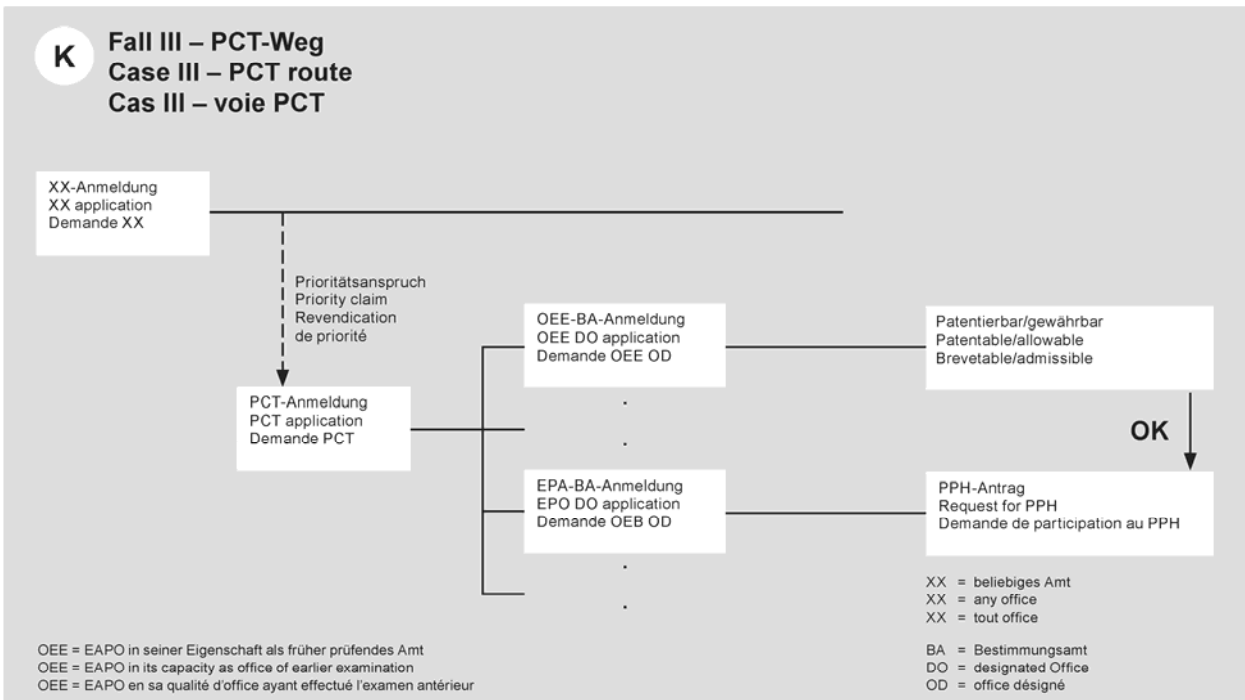 K
Fall III – PCT-Weg
Case III – PCT route
Cas III – voie PCT
XX-Anmeldung
XX application
Demande XX
Prioritätsanspruch
Priority claim
Revendication
de priorité
PCT-Anmeldung
PCT application
Demande PCT
OEE-BA-Anmeldung
OEE DO application
Demande OEE OD
Patentierbar/gewährbar
Patentable/allowable
Brevetable/admissible
OK
EPA-BA-Anmeldung
EPO DO application
Demande OEB OD
PPH-Antrag
Request for PPH
Demande de participation au PPH
XX = beliebiges Amt
XX = any office
XX = tout office
BA = Bestimmungsamt
DO = designated Office
OD = office désigné
OEE = EAPO in seiner Eigenschaft als früher prüfendes Amt
OEE = EAPO in its capacity as office of earlier examination
OEE = EAPO en sa qualité d'office ayant effectué l'examen antérieur